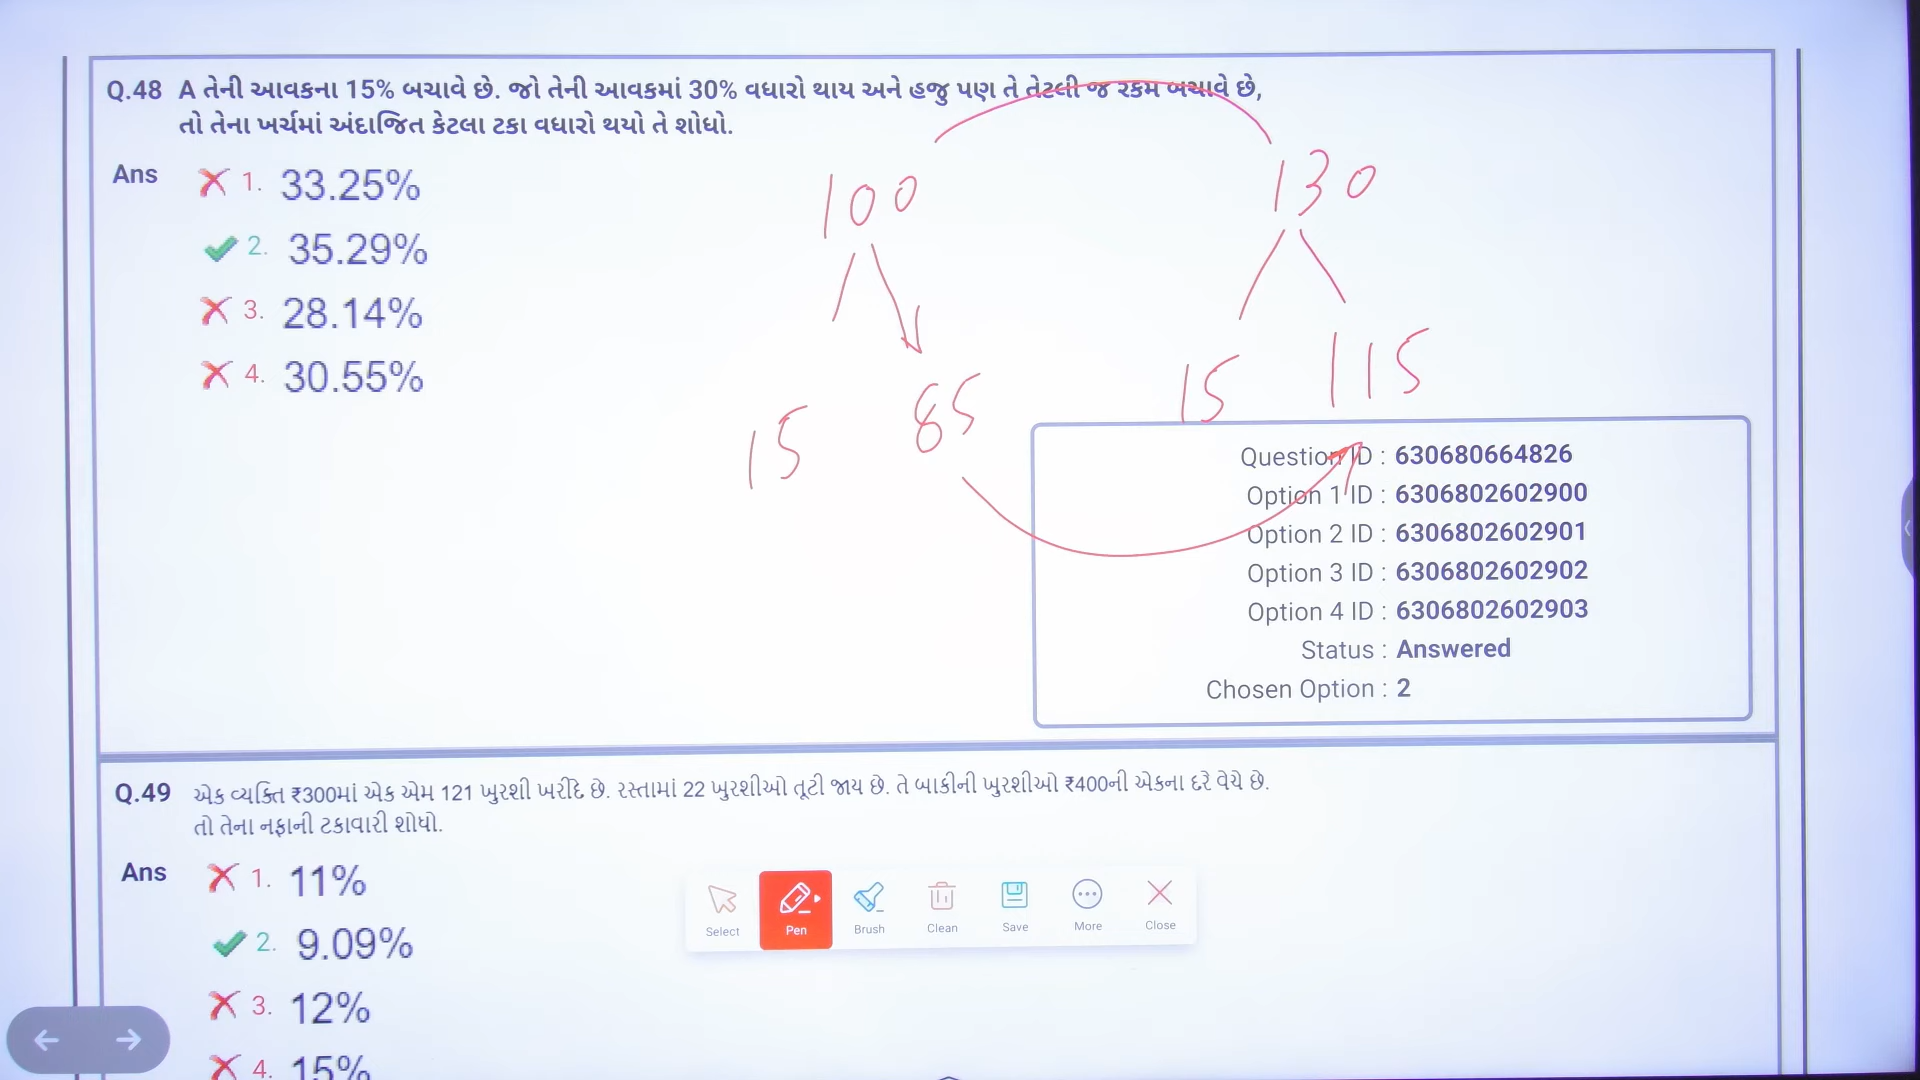 Q.48 A તેની આવકના 15% બચાવે છે. જો તેની આવકમાં 30% વધારો થાય અને હજુ પણ તે તેટલી જ રકમ બચાવે છે,
તો તેના ખર્ચમાં અંદાજિત કેટલા ટકા વધારો થયો તે શોધો.
Ans
1. 33.25%
2. 35.29%
3. 28.14%
4. 30.55%
100
130
15
85
15
115
Question ID : 630680664826
Option 1 ID : 6306802602900
Option 2 ID : 6306802602901
Option 3 ID : 6306802602902
Option 4 ID : 6306802602903
Status : Answered
Chosen Option : 2
Q.49 એક વ્યક્તિ ₹300માં એક એમ 121 ખુરશી ખરીદે છે. રસ્તામાં 22 ખુરશીઓ તૂટી જાય છે. તે બાકીની ખુરશીઓ ₹400ની એકના દરે વેચે છે.
તો તેના નફાની ટકાવારી શોધો.
Ans
1. 11%
2. 9.09%
3. 12%
4. 15%
Select Pen Brush Clean Save More Close